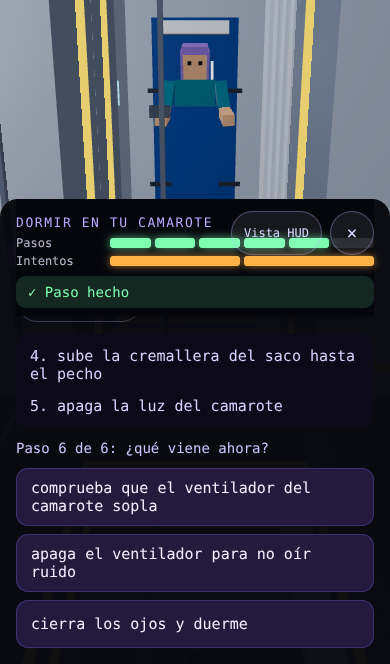 DORMIR EN TU CAMAROTE
Vista HUD
×
Pasos
Intentos
✓ Paso hecho
4. sube la cremallera del saco hasta
el pecho
5. apaga la luz del camarote
Paso 6 de 6: ¿qué viene ahora?
comprueba que el ventilador del
camarote sopla
apaga el ventilador para no oír
ruido
cierra los ojos y duerme